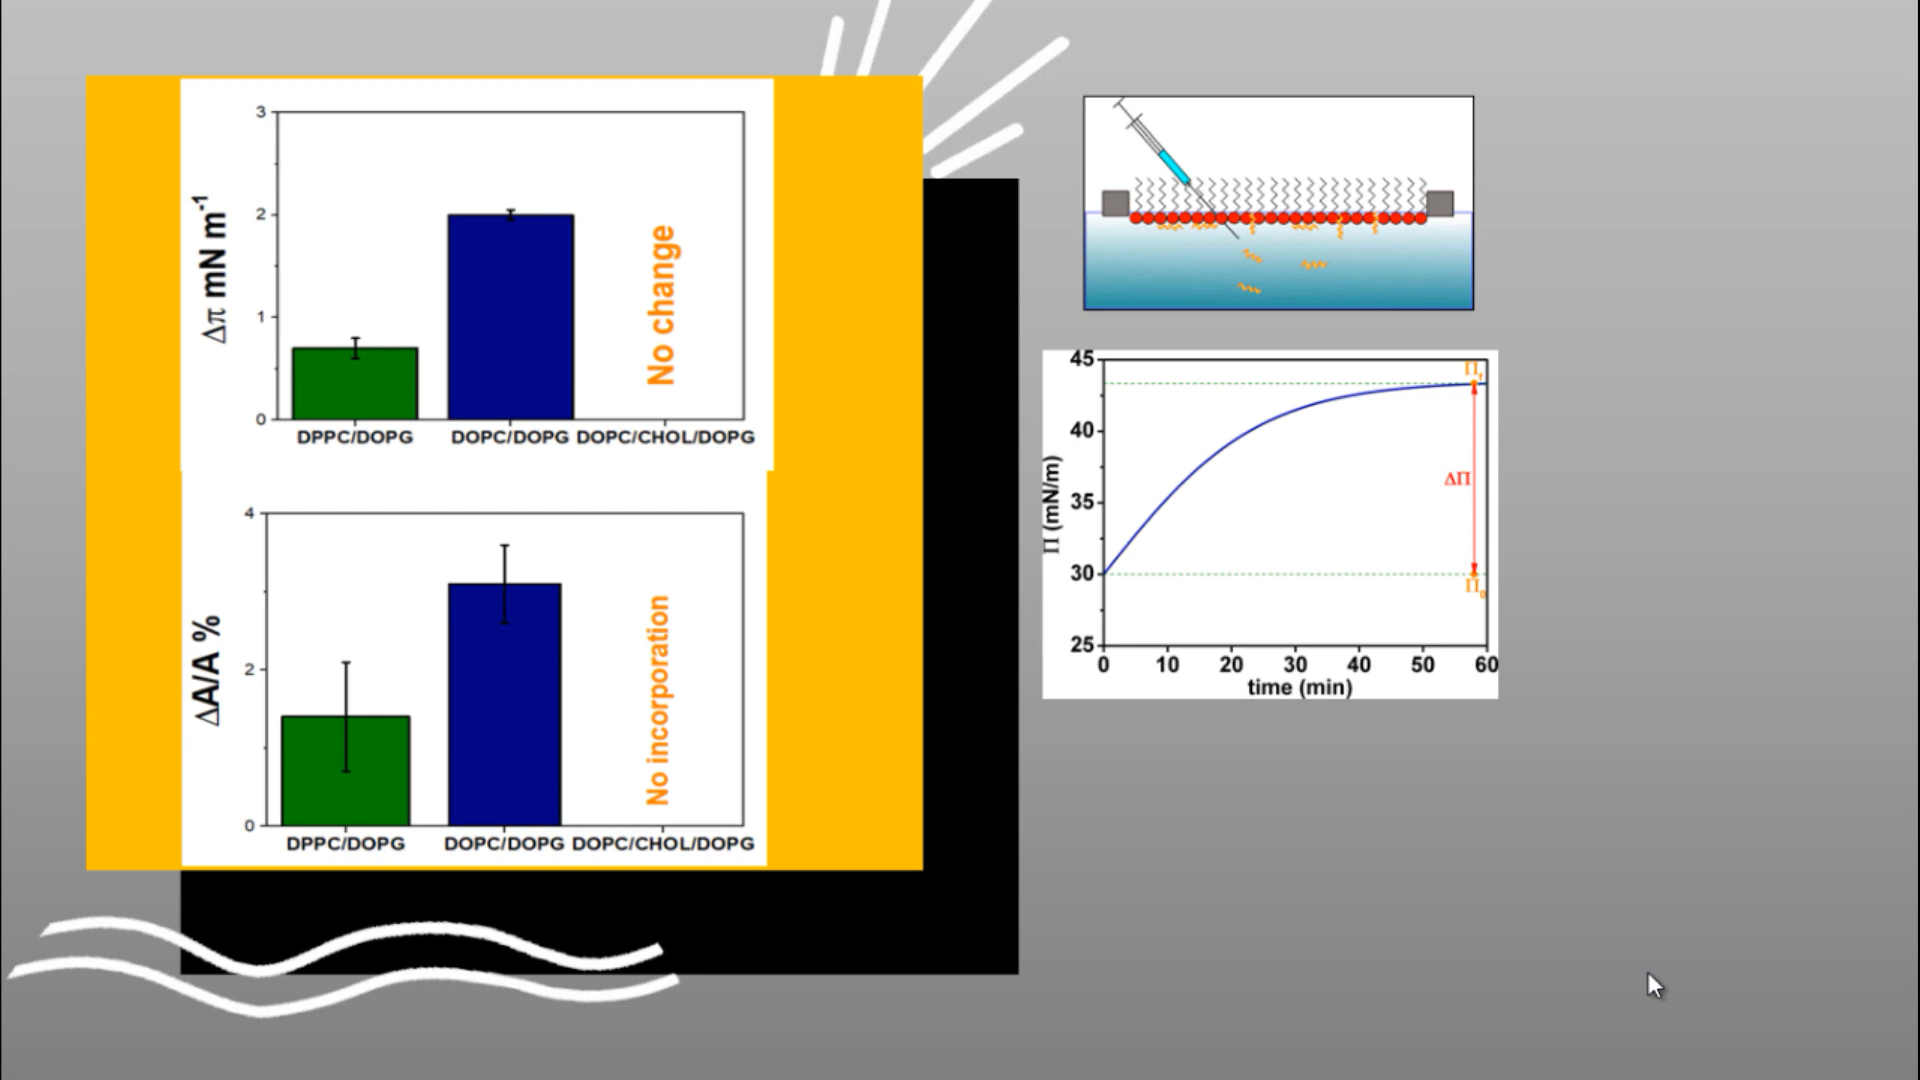 3
2
1
0
Δπ mN m-1
No change
DPPC/DOPG DOPC/DOPG DOPC/CHOL/DOPG
4
2
0
ΔA/A %
No incorporation
DPPC/DOPG DOPC/DOPG DOPC/CHOL/DOPG
45
40
35
30
25
Π (mN/m)
Πf
ΔΠ
Π0
0 10 20 30 40 50 60
time (min)